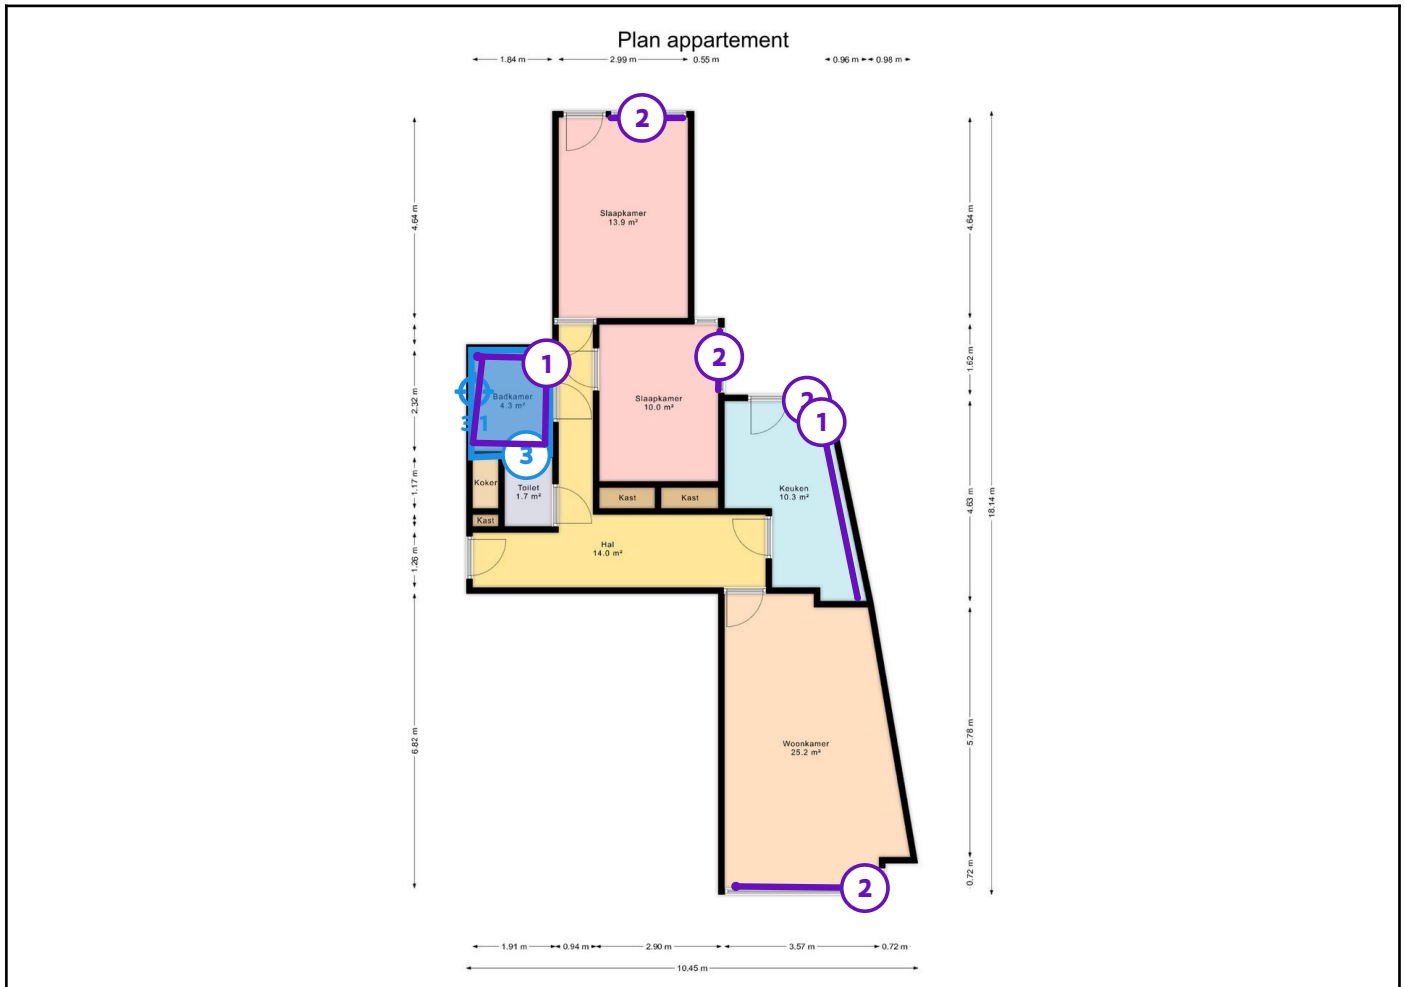 Plan appartement
1.84 m
2.99 m
0.55 m
0.96 m
0.98 m
2
4.64 m
4.64 m
Slaapkamer
13.9 m²
18.14 m
1.62 m
2
1
2.32 m
Badkamer
4.3 m²
3.1
Slaapkamer
10.0 m²
2
1
3
Koker
Toilet
1.7 m²
1.17 m
Kast
Kast
Kast
Keuken
10.3 m²
4.63 m
Hal
14.0 m²
1.26 m
6.82 m
Woonkamer
25.2 m²
5.78 m
0.72 m
2
1.91 m
0.94 m
2.90 m
3.57 m
0.72 m
10.45 m